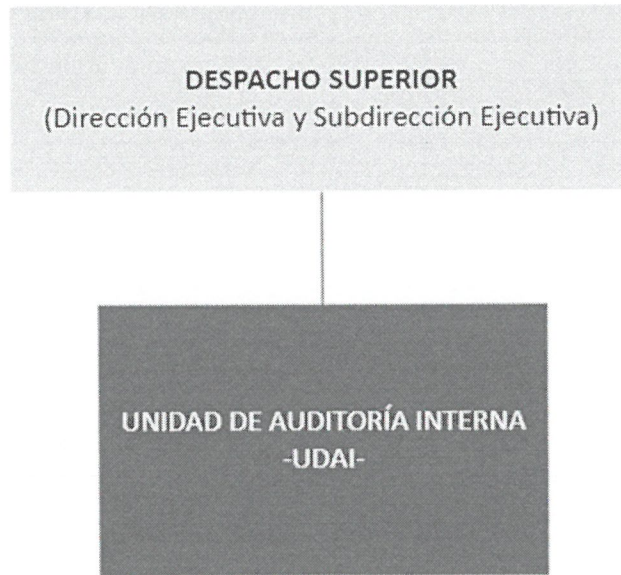 DESPACHO SUPERIOR
(Dirección Ejecutiva y Subdirección Ejecutiva)
UNIDAD DE AUDITORÍA INTERNA
-UDAI-